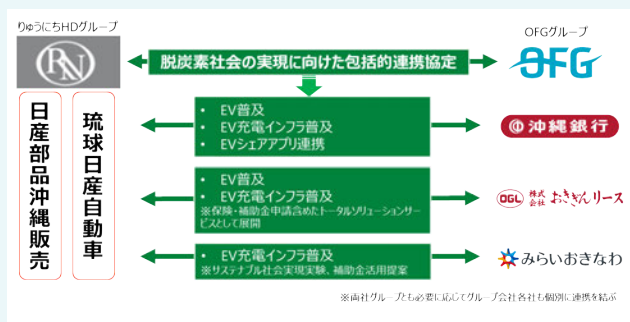 りゅうにちHDグループ
OFGグループ
RN
脱炭素社会の実現に向けた包括的連携協定
OFG
日産部品沖縄販売
琉球日産自動車
• EV普及
• EV充電インフラ普及
• EVシェアアプリ連携
沖縄銀行
• EV普及
• EV充電インフラ普及
※保険・補助金申請含めたトータルソリューションサー
ビスとして展開
OGL 株式会社 おきぎんリース
• EV充電インフラ普及
※サステナブル社会実現実験、補助金活用提案
みらいおきなわ
※両社グループとも必要に応じてグループ会社各社も個別に連携を結ぶ